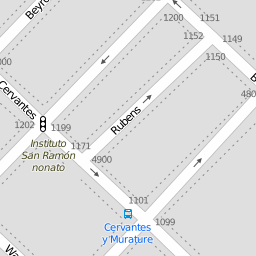 Beyro
1200
1151
1152
1149
1150
000
480
Cervantes
Rubens
1202
1199
1171
Instituto
San Ramón
nonato
4900
1101
1099
Cervantes
y Murature